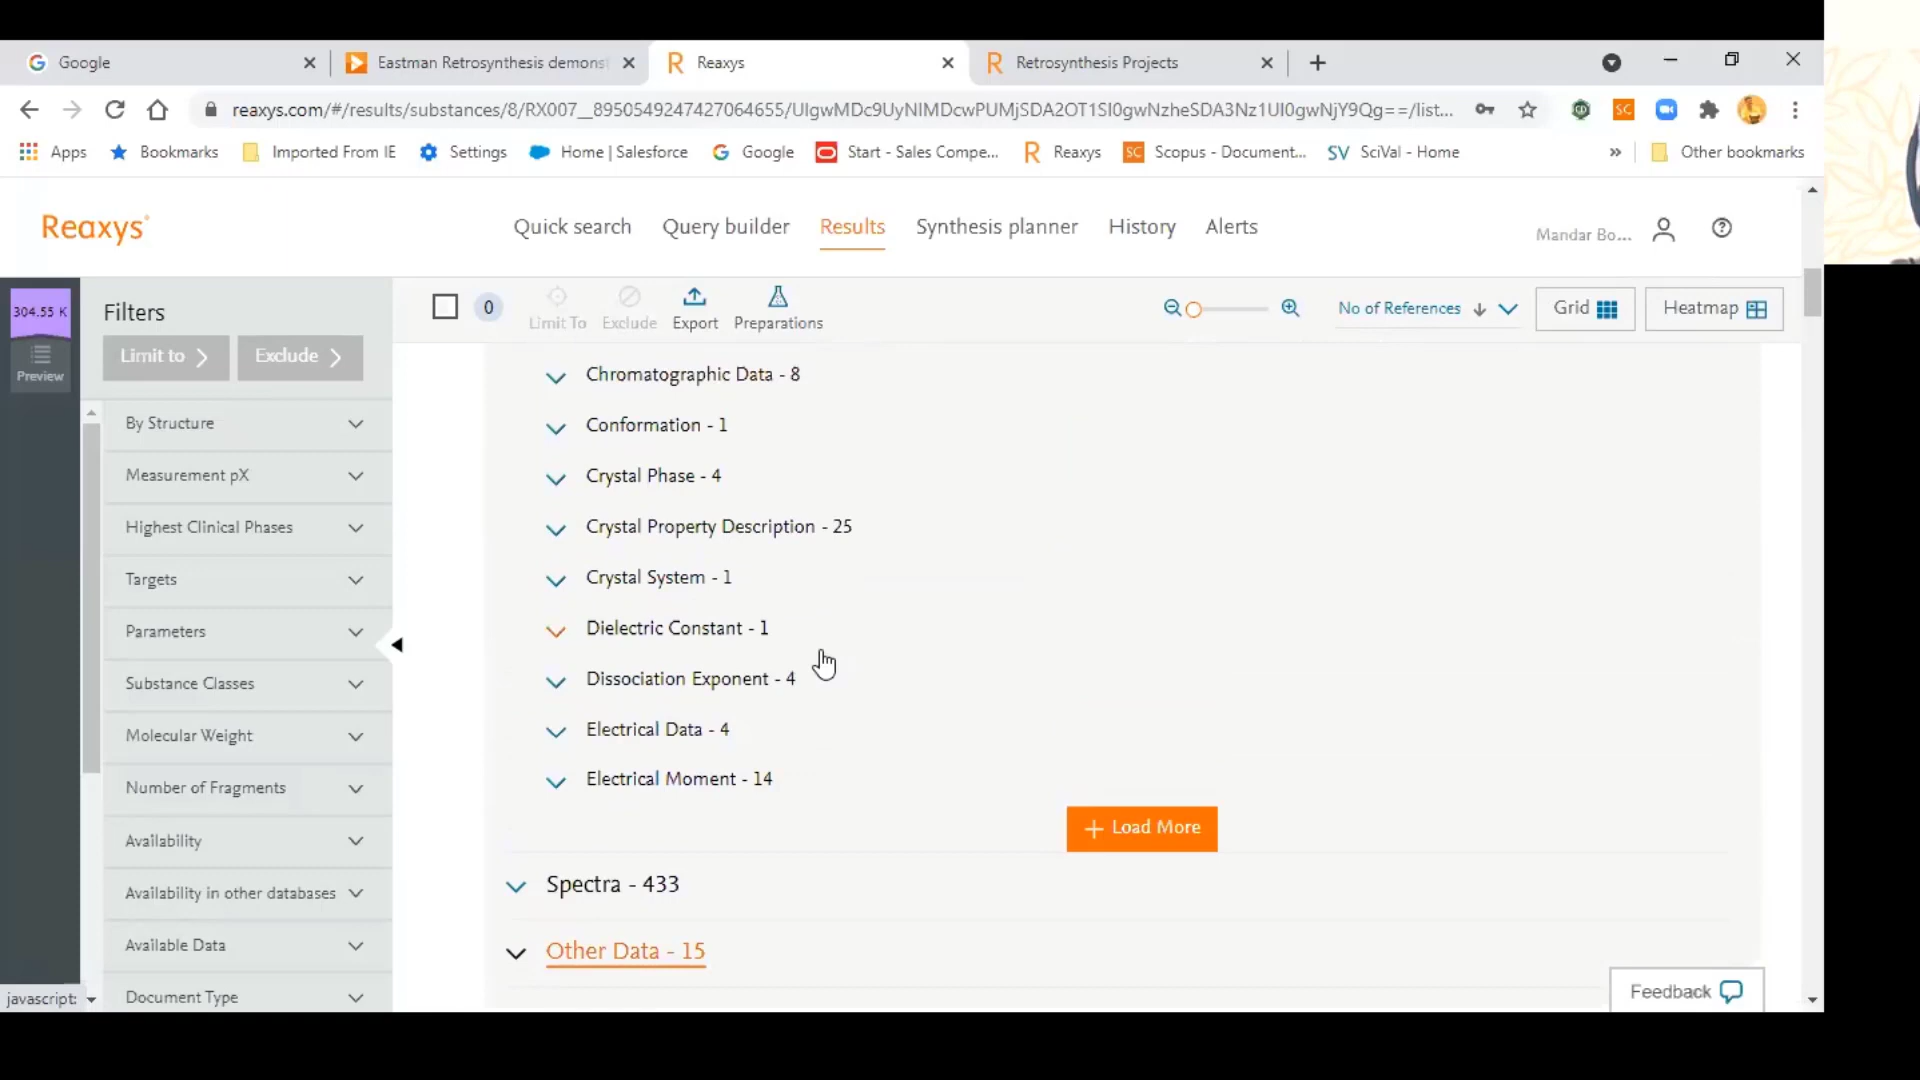 Google
Eastman Retrosynthesis demonst
Reaxys
Retrosynthesis Projects
reaxys.com/#/results/substances/8/RX007__8950549247427064655/UlgwMDc9UyNlMDcwPUMjSDA2OT1SI0gwNzheSDA3Nz1UI0gwNjY9Qg==/list...
Apps
Bookmarks
Imported From IE
Settings
Home | Salesforce
Google
Start - Sales Compe...
Reaxys
SC
Scopus - Document...
SV
SciVal - Home
»
Other bookmarks
Reaxys
Quick search
Query builder
Results
Synthesis planner
History
Alerts
Mandar Bo...
304.55 K
Preview
Filters
Limit to
Exclude
0
Limit To
Exclude
Export
Preparations
No of References
Grid
Heatmap
By Structure
Measurement pX
Highest Clinical Phases
Targets
Parameters
Substance Classes
Molecular Weight
Number of Fragments
Availability
Availability in other databases
Available Data
Document Type
Chromatographic Data - 8
Conformation - 1
Crystal Phase - 4
Crystal Property Description - 25
Crystal System - 1
Dielectric Constant - 1
Dissociation Exponent - 4
Electrical Data - 4
Electrical Moment - 14
+ Load More
Spectra - 433
Other Data - 15
Feedback
javascript: